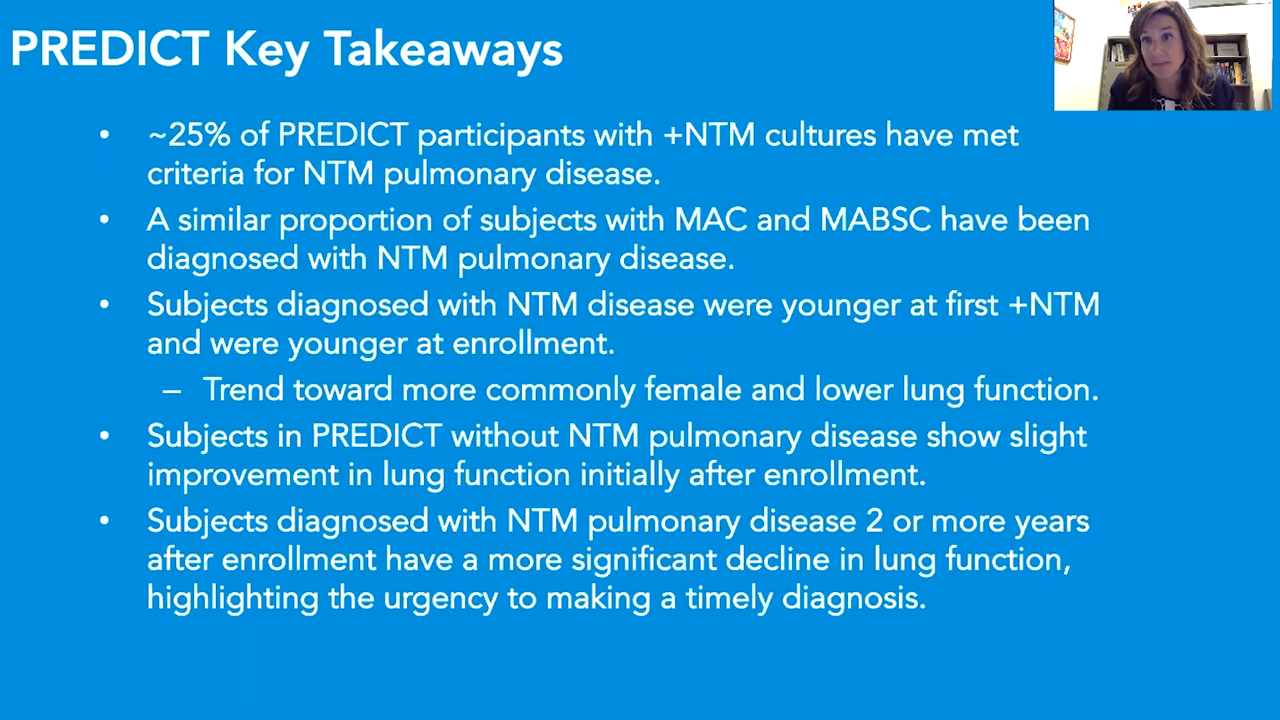 PREDICT Key Takeaways
• ~25% of PREDICT participants with +NTM cultures have met
criteria for NTM pulmonary disease.
• A similar proportion of subjects with MAC and MABSC have been
diagnosed with NTM pulmonary disease.
• Subjects diagnosed with NTM disease were younger at first +NTM
and were younger at enrollment.
– Trend toward more commonly female and lower lung function.
• Subjects in PREDICT without NTM pulmonary disease show slight
improvement in lung function initially after enrollment.
• Subjects diagnosed with NTM pulmonary disease 2 or more years
after enrollment have a more significant decline in lung function,
highlighting the urgency to making a timely diagnosis.